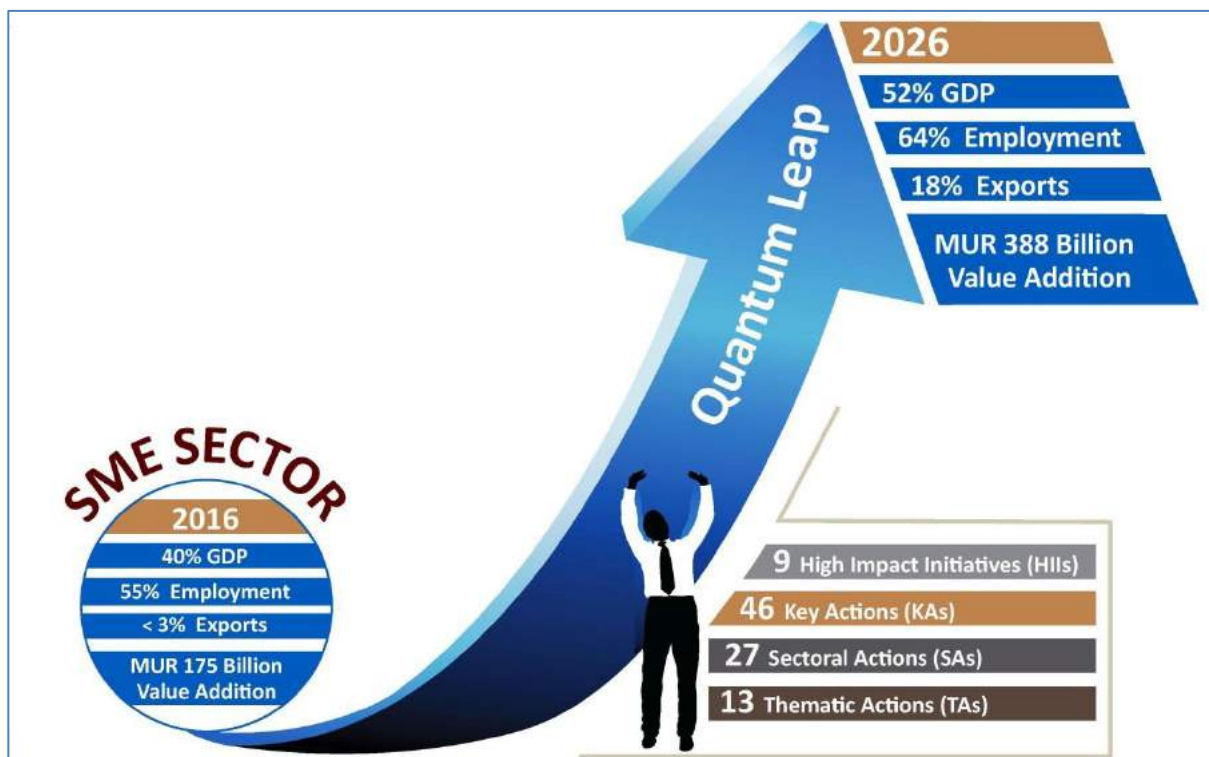 SME SECTOR
2016
40% GDP
55% Employment
< 3% Exports
MUR 175 Billion
Value Addition
Quantum Leap
2026
52% GDP
64% Employment
18% Exports
MUR 388 Billion
Value Addition
9 High Impact Initiatives (HIIs)
46 Key Actions (KAs)
27 Sectoral Actions (SAs)
13 Thematic Actions (TAs)